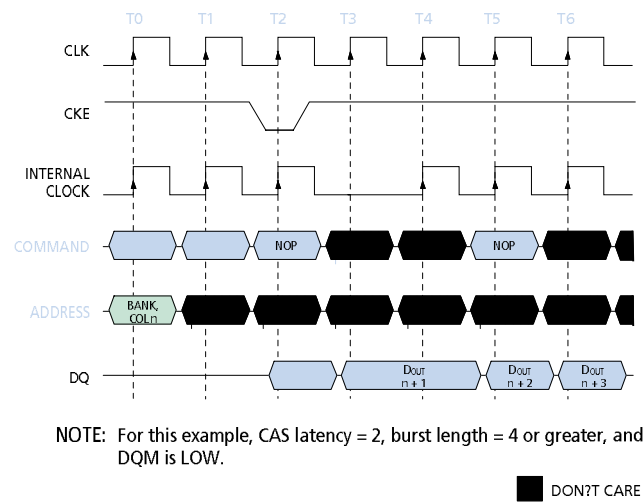 T0 T1 T2 T3 T4 T5 T6
CLK
CKE
INTERNAL
CLOCK
COMMAND NOP NOP
ADDRESS BANK,
COL n
DQ DOUT
n + 1 DOUT
n + 2 DOUT
n + 3
NOTE: For this example, CAS latency = 2, burst length = 4 or greater, and
DQM is LOW.
DON?T CARE